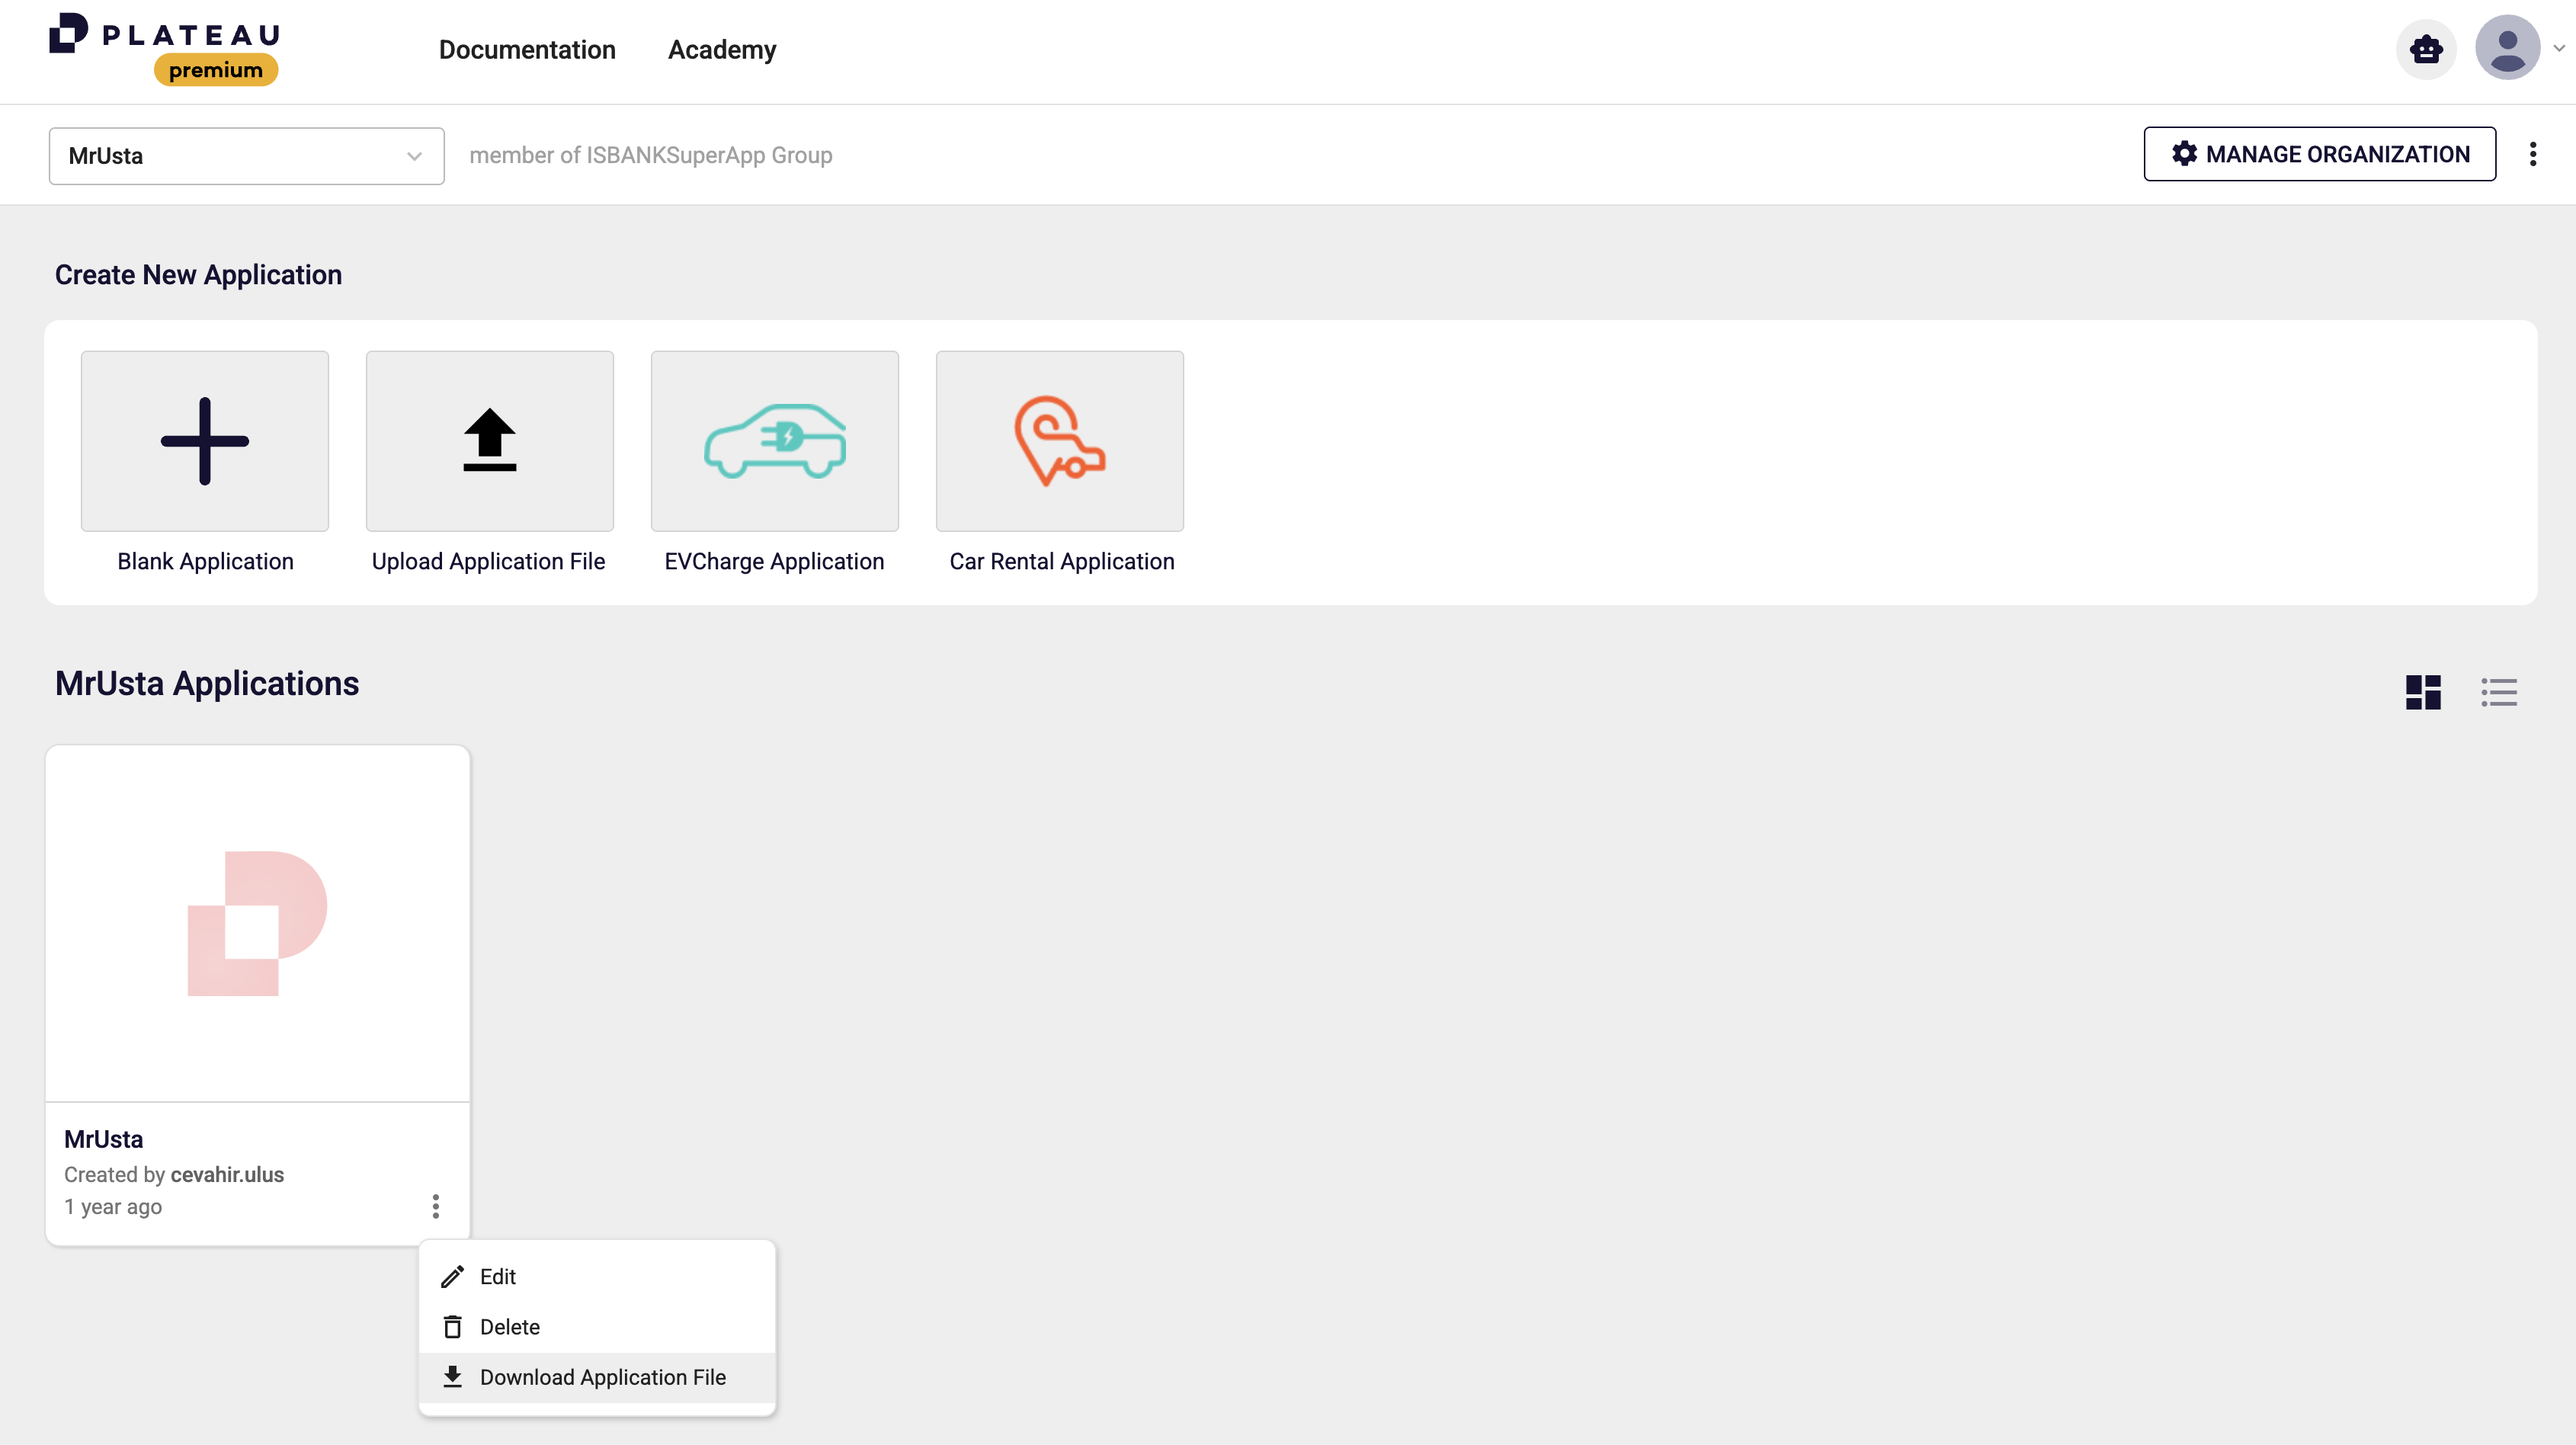 PLATEAU
premium
Documentation
Academy
MrUsta
member of ISBANKSuperApp Group
MANAGE ORGANIZATION
Create New Application
Blank Application
Upload Application File
EVCharge Application
Car Rental Application
MrUsta Applications
MrUsta
Created by cevahir.ulus
1 year ago
Edit
Delete
Download Application File